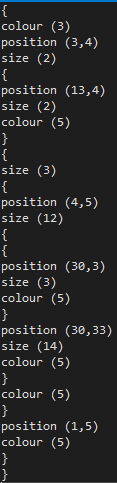 {
colour (3)
position (3,4)
size (2)
{
position (13,4)
size (2)
colour (5)
}
{
size (3)
{
position (4,5)
size (12)
{
{
position (30,3)
size (3)
colour (5)
}
position (30,33)
size (14)
colour (5)
}
colour (5)
}
position (1,5)
colour (5)
}
}